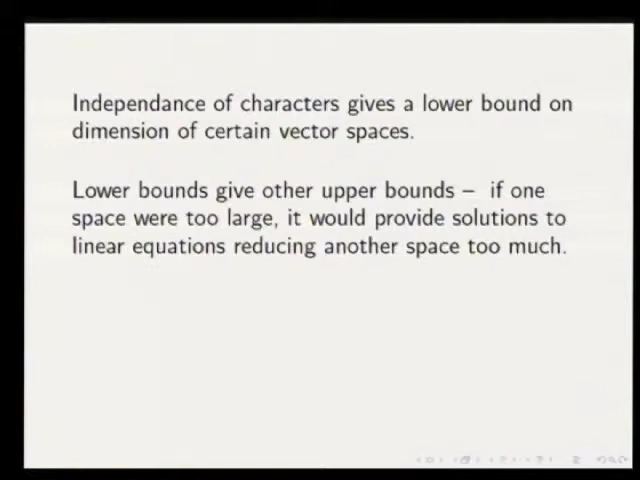 Independance of characters gives a lower bound on
dimension of certain vector spaces.
Lower bounds give other upper bounds – if one
space were too large, it would provide solutions to
linear equations reducing another space too much.